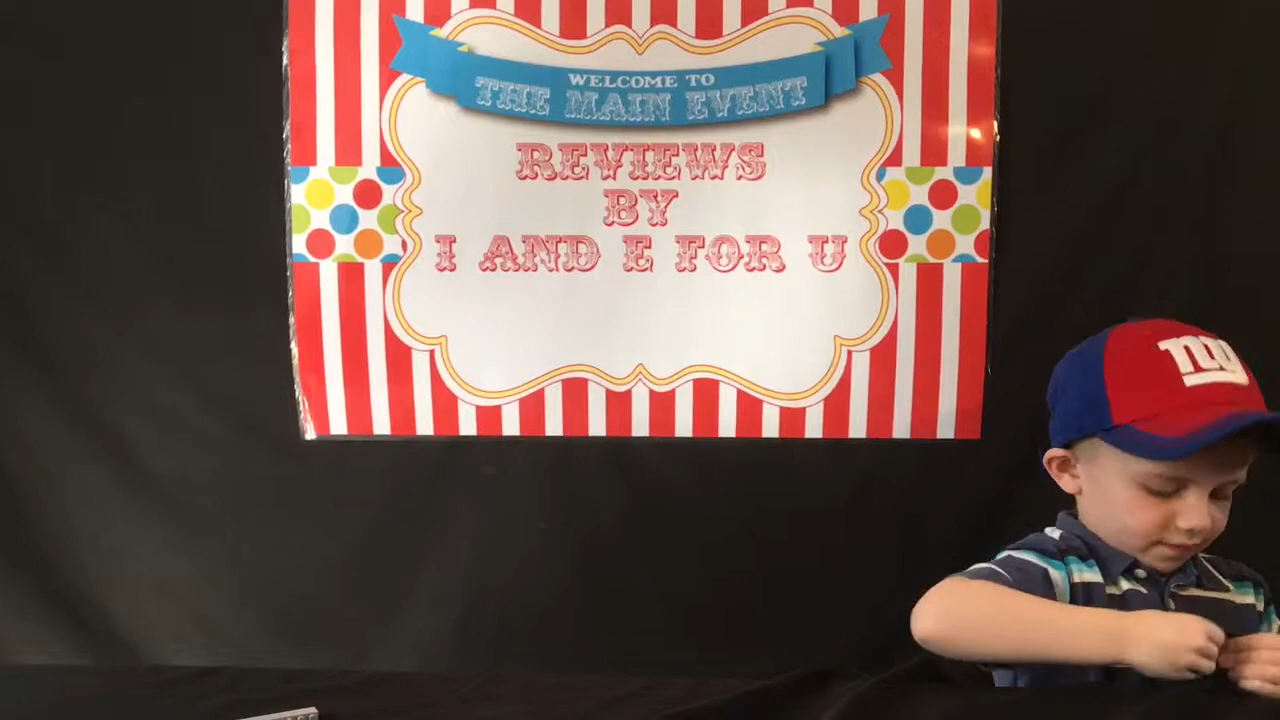 WELCOME TO
THE MAIN EVENT
REVIEWS
BY
I AND E FOR U
ny